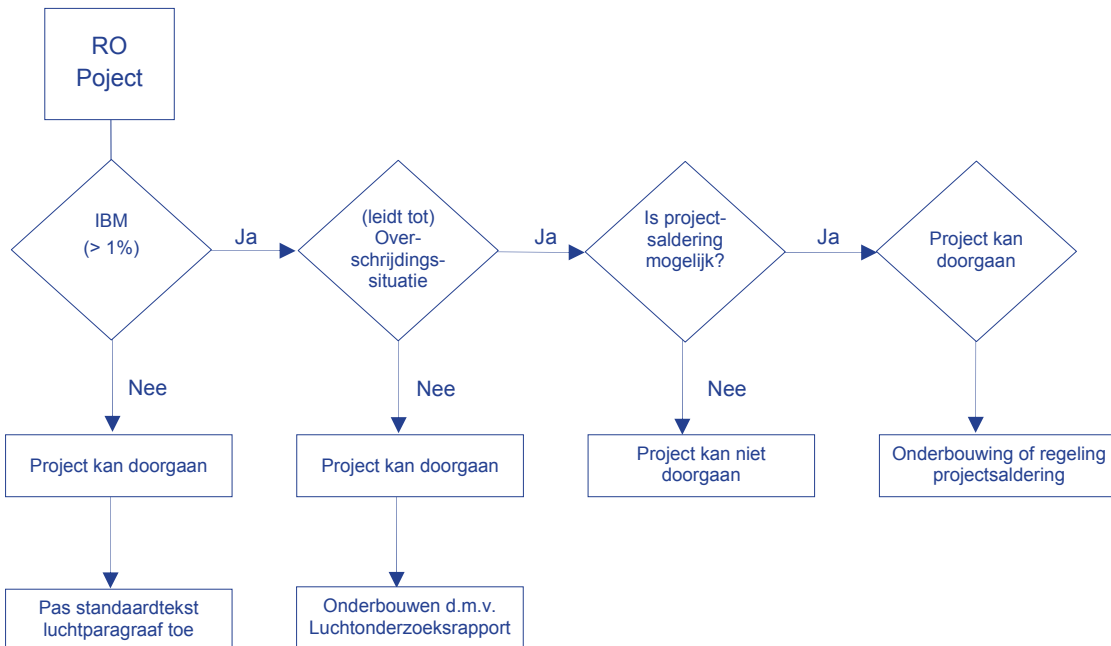 RO
Poject
IBM
(> 1%)
Ja
(leidt tot)
Over-
schrijdings-
situatie
Ja
Is project-
saldering
mogelijk?
Ja
Project kan
doorgaan
Nee
Nee
Nee
Project kan doorgaan
Project kan doorgaan
Project kan niet
doorgaan
Onderbouwing of regeling
projectsaldering
Pas standaardtekst
luchtparagraaf toe
Onderbouwen d.m.v.
Luchtonderzoeksrapport